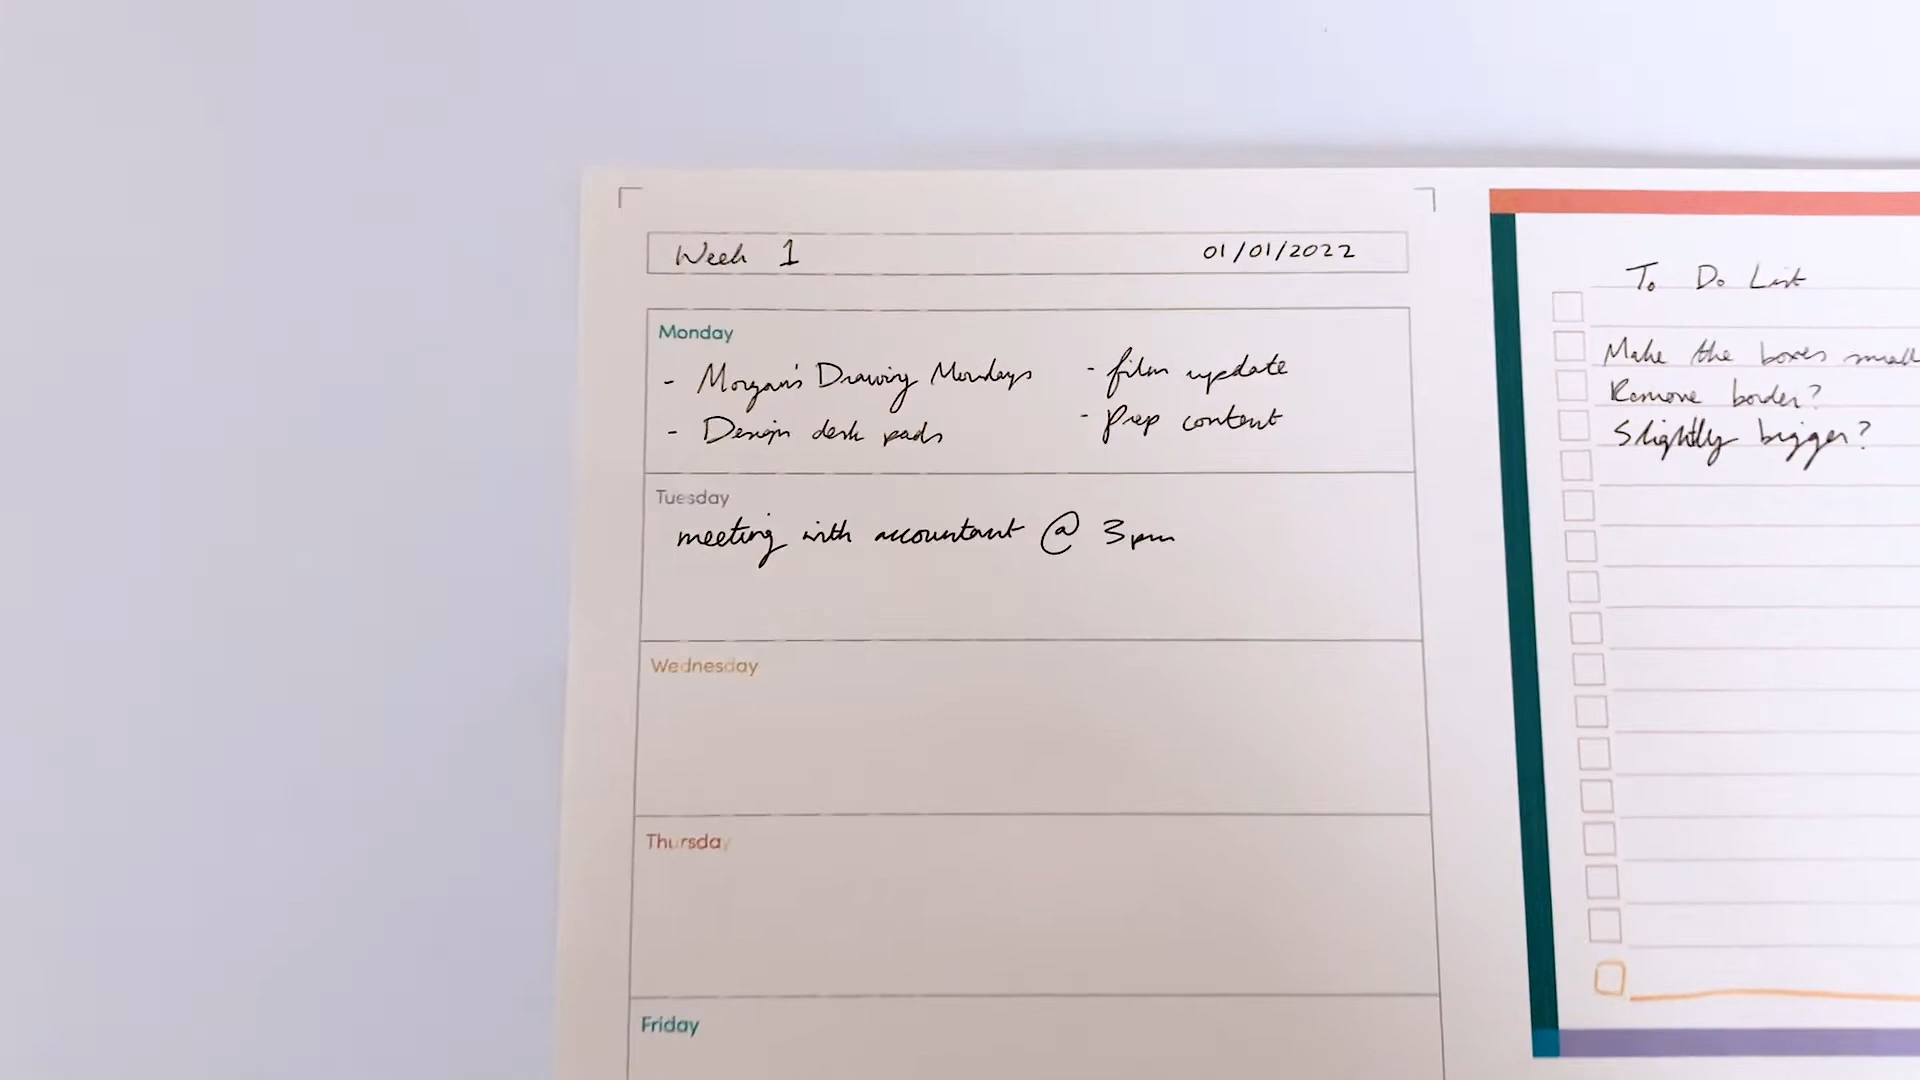 Week 1 01/01/2022
Monday
- Morgan's Drawing Mondays
- Design desk pads
- film update
- Prep content
Tuesday
meeting with accountant @ 3pm
Wednesday
Thursday
Friday
To Do List
Make the boxes small
Remove border?
Slightly bigger?